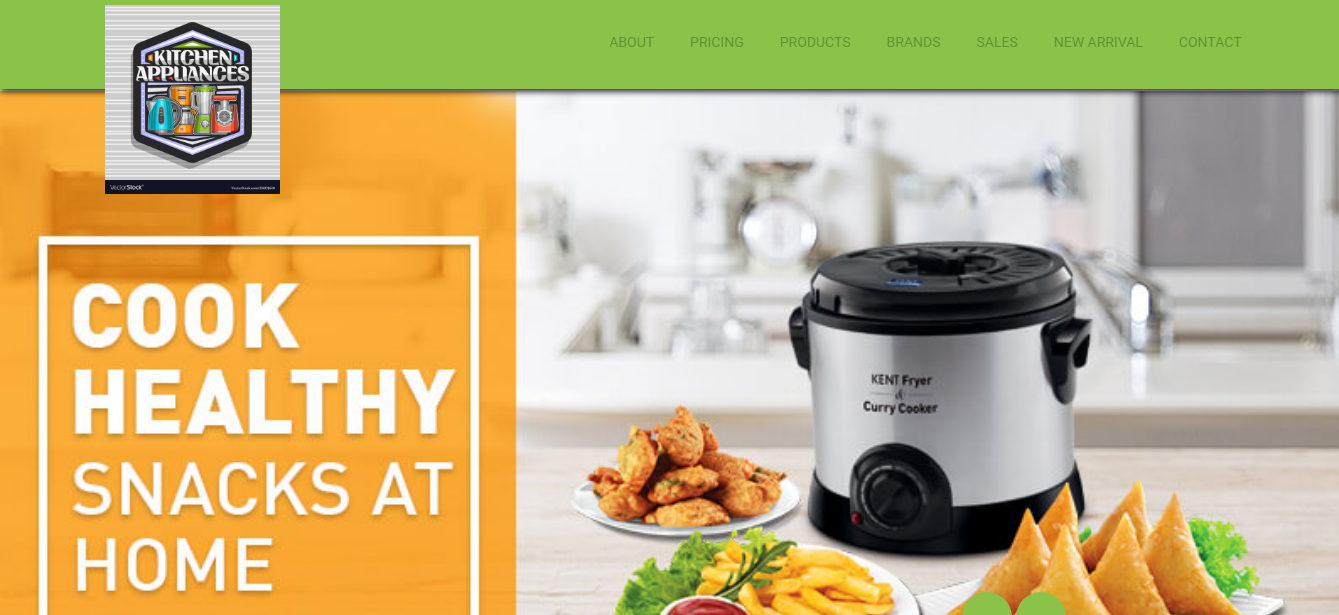 KITCHEN
APPLIANCES
VectorStock®
ABOUT PRICING PRODUCTS BRANDS SALES NEW ARRIVAL CONTACT
COOK
HEALTHY
SNACKS AT
HOME
KENT Fryer
&
Curry Cooker